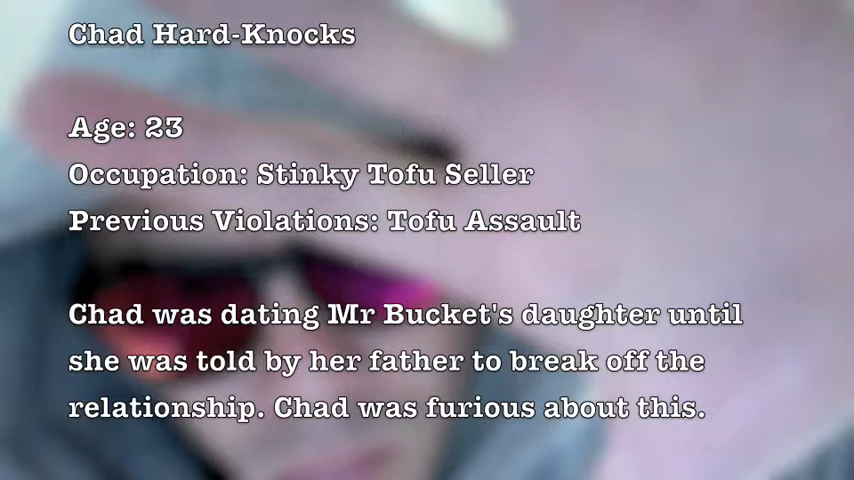 Chad Hard-Knocks
Age: 23
Occupation: Stinky Tofu Seller
Previous Violations: Tofu Assault
Chad was dating Mr Bucket's daughter until
she was told by her father to break off the
relationship. Chad was furious about this.